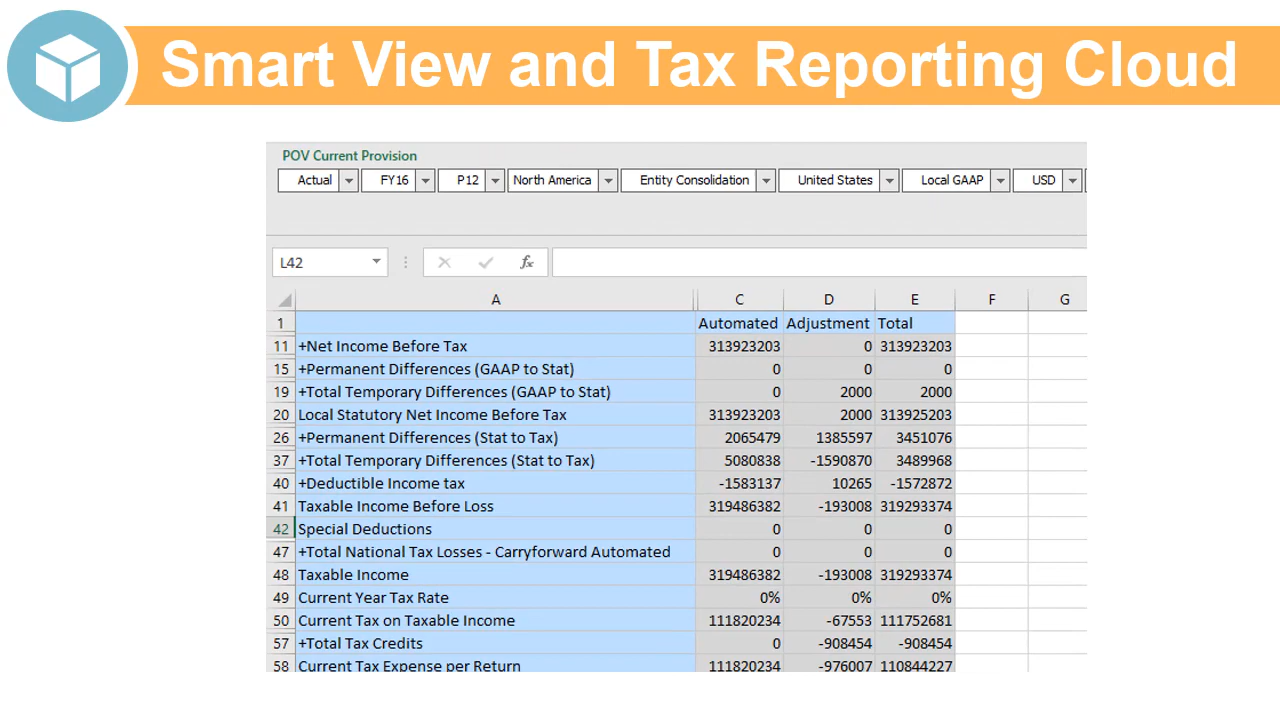 Smart View and Tax Reporting Cloud
POV Current Provision
Actual FY16 P12 North America Entity Consolidation United States Local GAAP USD
L42 fx
A C D E F G
1 Automated Adjustment Total
11 +Net Income Before Tax 313923203 0 313923203
15 +Permanent Differences (GAAP to Stat) 0 0 0
19 +Total Temporary Differences (GAAP to Stat) 0 2000 2000
20 Local Statutory Net Income Before Tax 313923203 2000 313925203
26 +Permanent Differences (Stat to Tax) 2065479 1385597 3451076
37 +Total Temporary Differences (Stat to Tax) 5080838 -1590870 3489968
40 +Deductible Income tax -1583137 10265 -1572872
41 Taxable Income Before Loss 319486382 -193008 319293374
42 Special Deductions 0 0 0
47 +Total National Tax Losses - Carryforward Automated 0 0 0
48 Taxable Income 319486382 -193008 319293374
49 Current Year Tax Rate 0% 0% 0%
50 Current Tax on Taxable Income 111820234 -67553 111752681
57 +Total Tax Credits 0 -908454 -908454
58 Current Tax Expense per Return 111820234 -976007 110844227